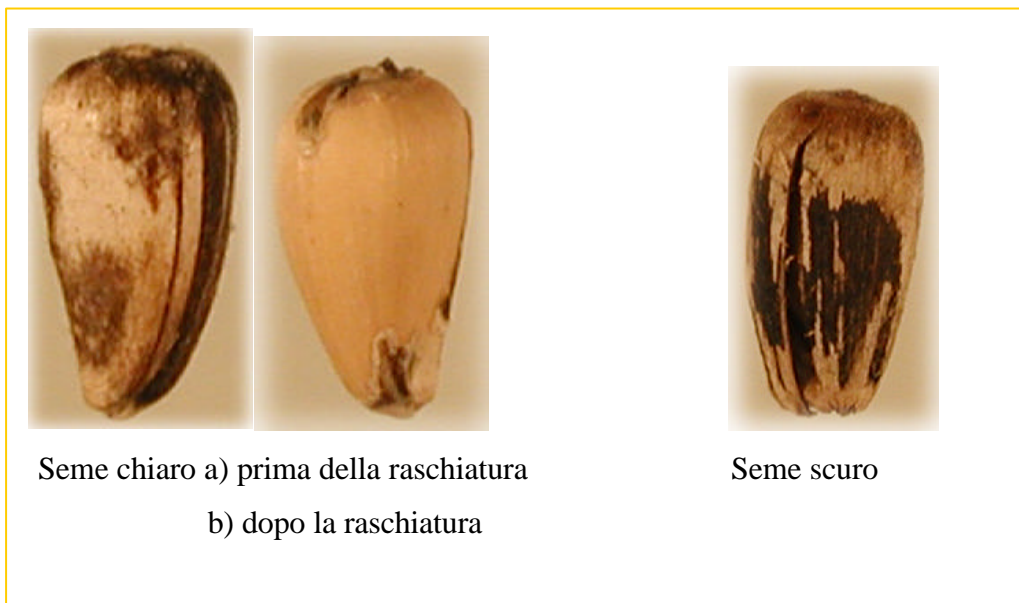 Seme chiaro a) prima della raschiatura
b) dopo la raschiatura
Seme scuro